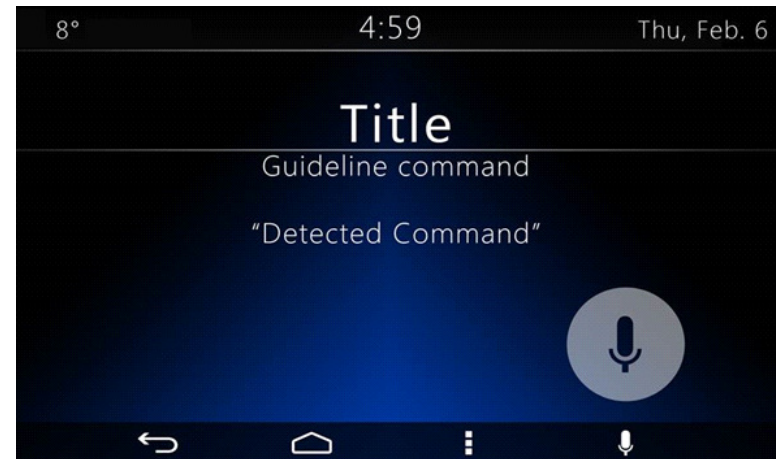 8° 4:59 Thu, Feb. 6
Title
Guideline command
“Detected Command”